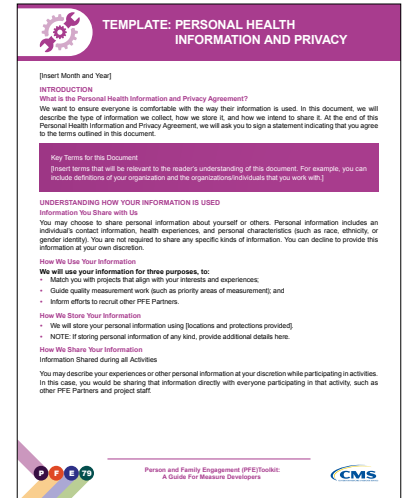 TEMPLATE: PERSONAL HEALTH
INFORMATION AND PRIVACY
[Insert Month and Year]
INTRODUCTION
What is the Personal Health Information and Privacy Agreement?
We want to ensure everyone is comfortable with the way their information is used. In this document, we will
describe the type of information we collect, how we store it, and how we intend to share it. At the end of this
Personal Health Information and Privacy Agreement, we will ask you to sign a statement indicating that you agree
to the terms outlined in this document.
Key Terms for this Document
[Insert terms that will be relevant to the reader's understanding of this document. For example, you can
include definitions of your organization and the organizations/individuals that you work with.]
UNDERSTANDING HOW YOUR INFORMATION IS USED
Information You Share with Us
You may choose to share personal information about yourself or others. Personal information includes an
individual's contact information, health experiences, and personal characteristics (such as race, ethnicity, or
gender identity). You are not required to share any specific kinds of information. You can decline to provide this
information at your own discretion.
How We Use Your Information
We will use your information for three purposes, to:
• Match you with projects that align with your interests and experiences;
• Guide quality measurement work (such as priority areas of measurement); and
• Inform efforts to recruit other PFE Partners.
How We Store Your Information
• We will store your personal information using [locations and protections provided].
• NOTE: If storing personal information of any kind, provide additional details here.
How We Share Your Information
Information Shared during all Activities
You may describe your experiences or other personal information at your discretion while participating in activities.
In this case, you would be sharing that information directly with everyone participating in that activity, such as
other PFE Partners and project staff.
P F E 79
Person and Family Engagement (PFE)Toolkit:
A Guide For Measure Developers
CMS